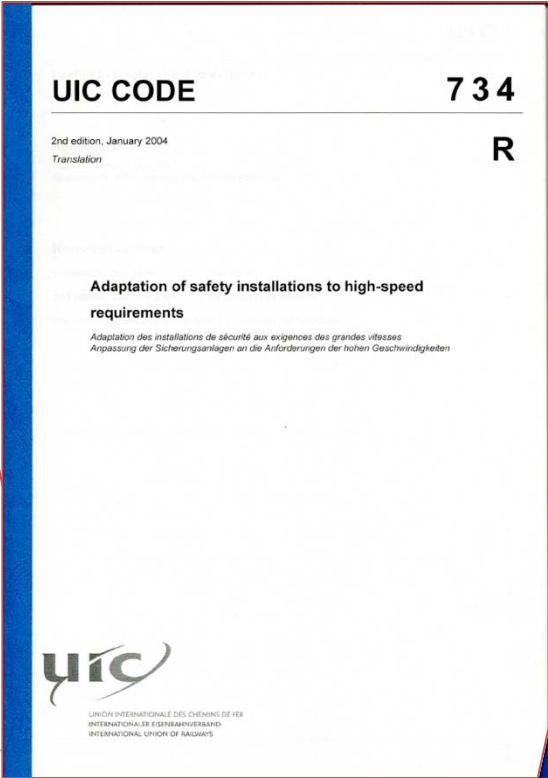 UIC CODE 734
2nd edition, January 2004 R
Translation
Adaptation of safety installations to high-speed
requirements
Adaptation des installations de sécurité aux exigences des grandes vitesses
Anpassung der Sicherungsanlagen an die Anforderungen der hohen Geschwindigkeiten
uic
UNION INTERNATIONALE DES CHEMINS DE FER
INTERNATIONALER EISENBAHNVERBAND
INTERNATIONAL UNION OF RAILWAYS